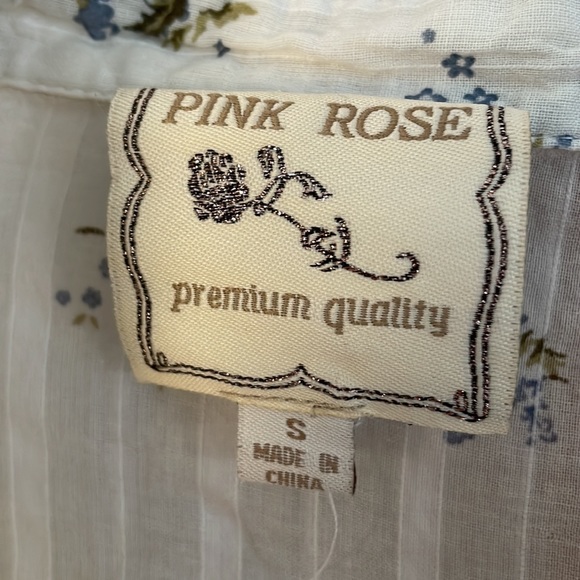 PINK ROSE
premium quality
S
MADE IN
CHINA